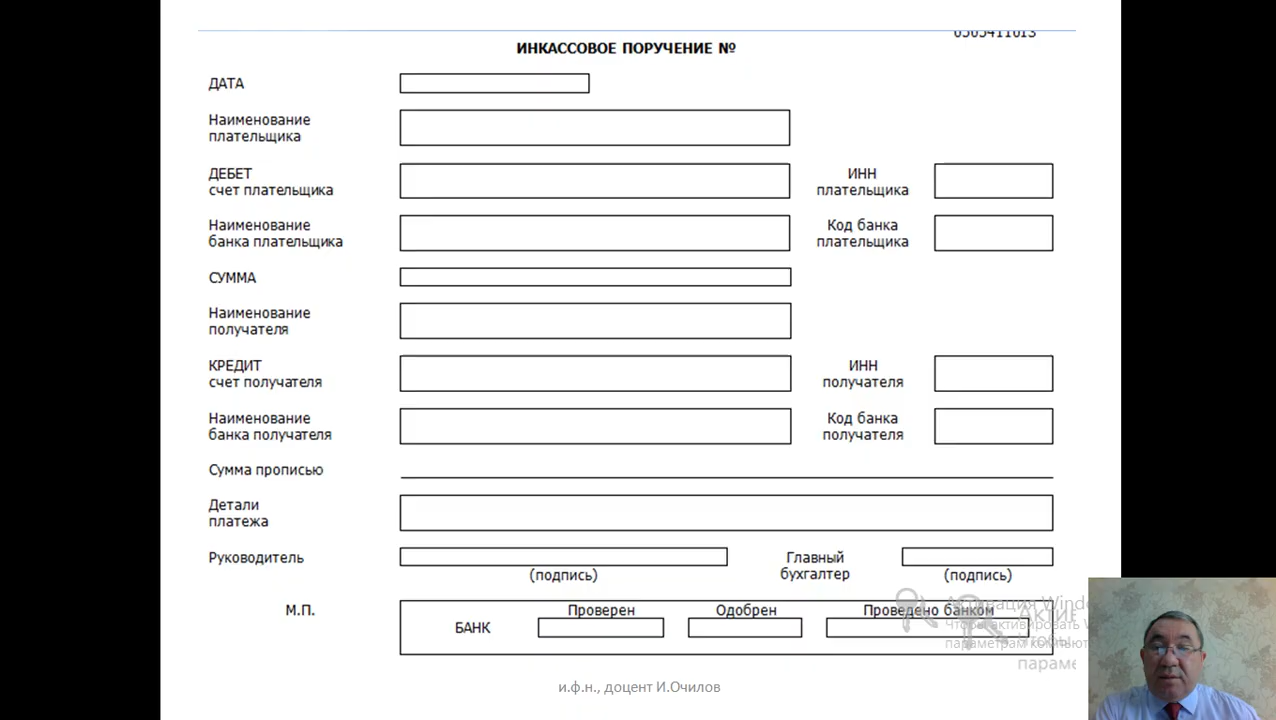 ИНКАССОВОЕ ПОРУЧЕНИЕ №
ДАТА
Наименование
плательщика
ДЕБЕТ
счет плательщика
ИНН
плательщика
Наименование
банка плательщика
Код банка
плательщика
СУММА
Наименование
получателя
КРЕДИТ
счет получателя
ИНН
получателя
Наименование
банка получателя
Код банка
получателя
Сумма прописью
Детали
платежа
Руководитель
(подпись)
Главный
бухгалтер
(подпись)
М.П.
БАНК
Проверен
Одобрен
Проведено банком
и.ф.н., доцент И.Очилов